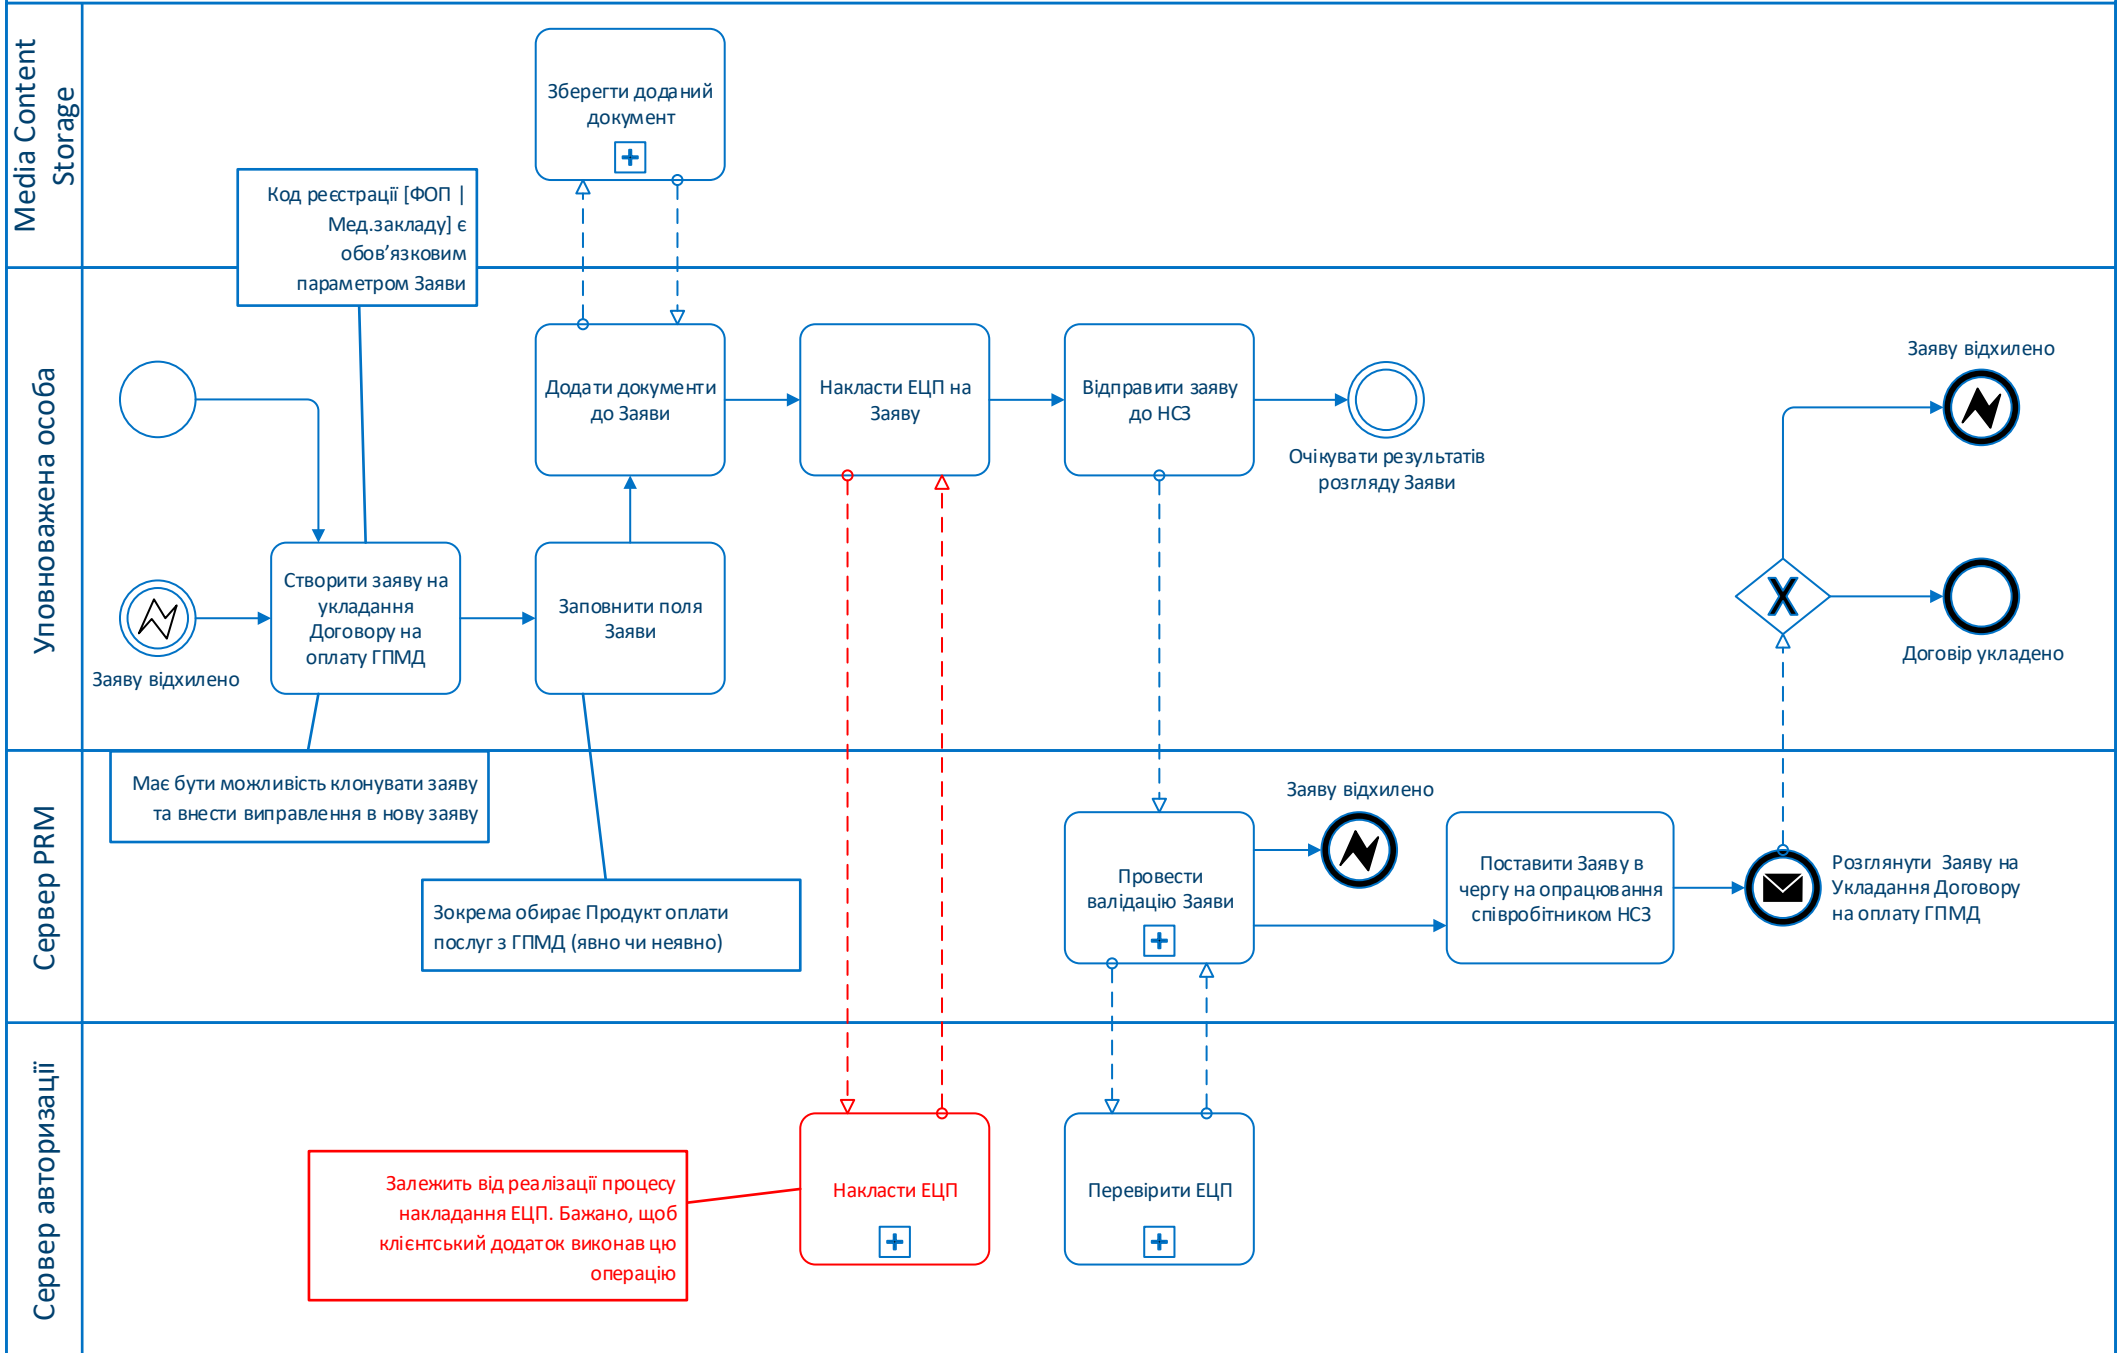 Media Content
Storage
Зберегти доданий
документ
Код реєстрації [ФОП |
Мед.закладу] є
обов’язковим
параметром Заяви
Уповноважена особа
Заяву відхилено
Створити заяву на
укладання
Договору на
оплату ГПМД
Заповнити поля
Заяви
Додати документи
до Заяви
Накласти ЕЦП на
Заяву
Відправити заяву
до НСЗ
Очікувати результатів
розгляду Заяви
Заяву відхилено
X
Договір укладено
Сервер PRM
Має бути можливість клонувати заяву
та внести виправлення в нову заяву
Зокрема обирає Продукт оплати
послуг з ГПМД (явно чи неявно)
Провести
валідацію Заяви
Заяву відхилено
Поставити Заяву в
чергу на опрацювання
співробітником НСЗ
Розглянути Заяву на
Укладання Договору
на оплату ГПМД
Сервер авторизації
Залежить від реалізації процесу
накладання ЕЦП. Бажано, щоб
клієнтський додаток виконав цю
операцію
Накласти ЕЦП
Перевірити ЕЦП